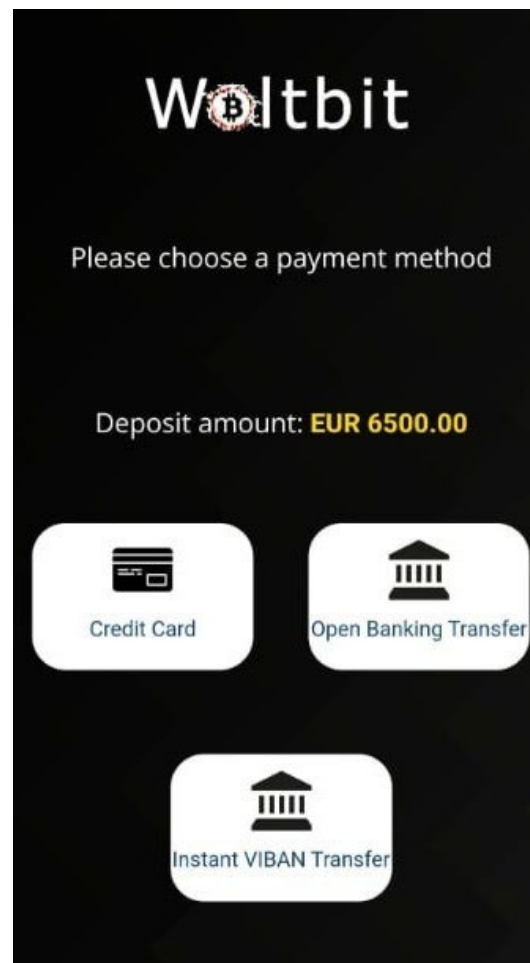 Woltbit
Please choose a payment method
Deposit amount: EUR 6500.00
Credit Card
Open Banking Transfer
Instant VIBAN Transfer